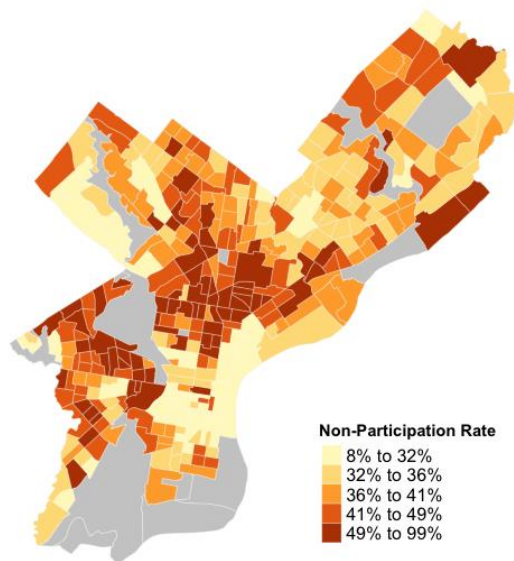 Non-Participation Rate
8% to 32%
32% to 36%
36% to 41%
41% to 49%
49% to 99%